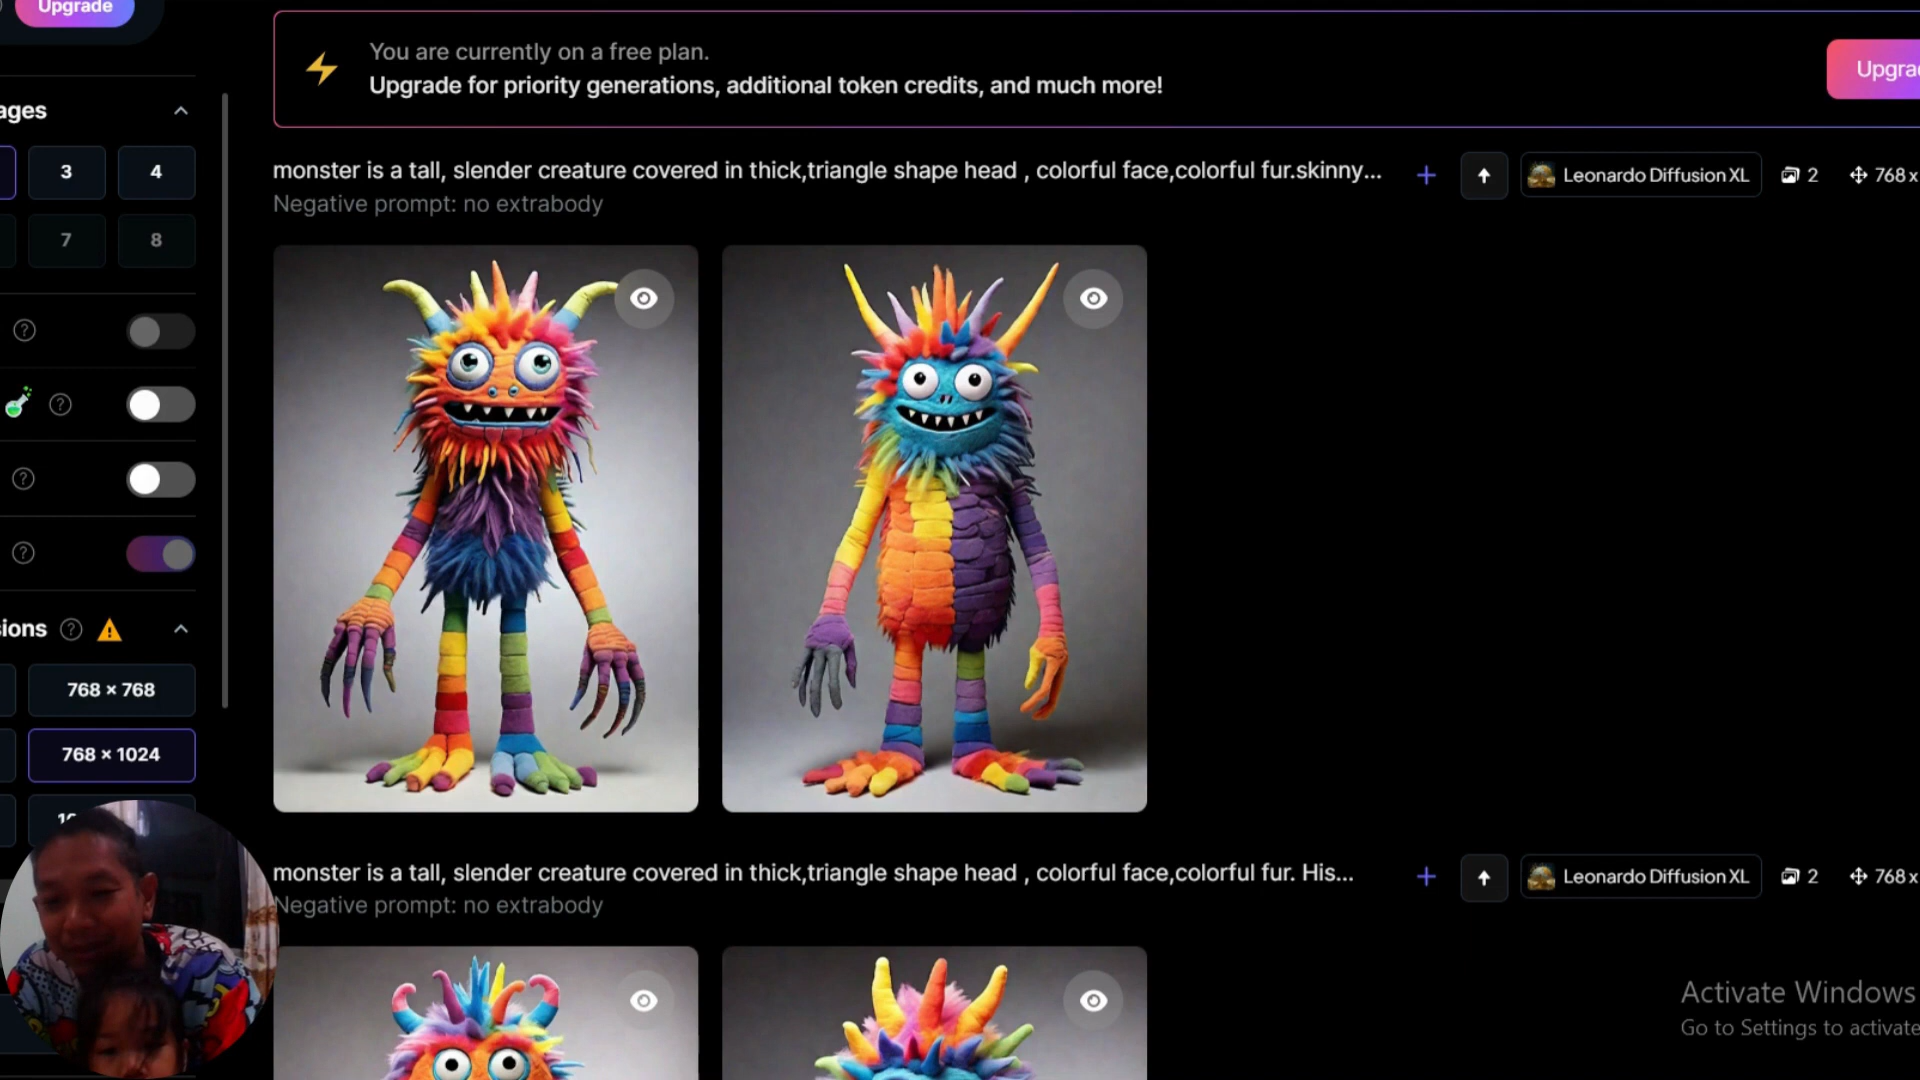 Upgrade
You are currently on a free plan.
Upgrade for priority generations, additional token credits, and much more!
Upgra
ages
3
4
7
8
monster is a tall, slender creature covered in thick,triangle shape head , colorful face,colorful fur.skinny...
Negative prompt: no extrabody
Leonardo Diffusion XL
2
768 x
sions
768 × 768
768 × 1024
monster is a tall, slender creature covered in thick,triangle shape head , colorful face,colorful fur. His...
Negative prompt: no extrabody
Leonardo Diffusion XL
2
768 x
Activate Windows
Go to Settings to activate